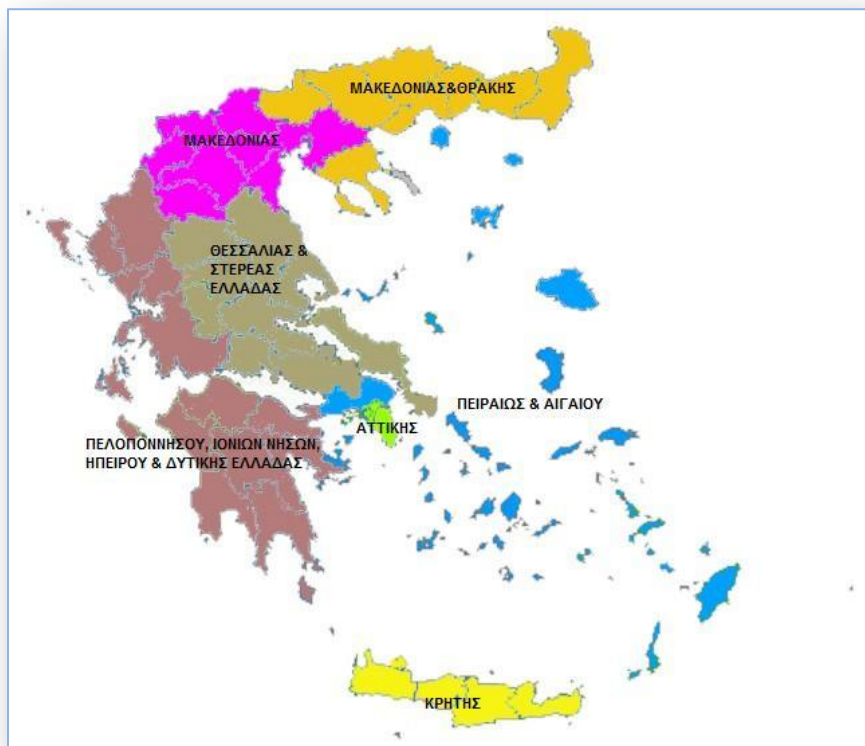 ΜΑΚΕΔΟΝΙΑΣ&ΘΡΑΚΗΣ
ΜΑΚΕΔΟΝΙΑΣ
ΘΕΣΣΑΛΙΑΣ &
ΣΤΕΡΕΑΣ
ΕΛΛΑΔΑΣ
ΠΕΙΡΑΙΩΣ & ΑΙΓΑΙΟΥ
ΑΤΤΙΚΗΣ
ΠΕΛΟΠΟΝΝΗΣΟΥ, ΙΟΝΙΩΝ ΝΗΣΩΝ,
ΗΠΕΙΡΟΥ & ΔΥΤΙΚΗΣ ΕΛΛΑΔΑΣ
ΚΡΗΤΗΣ